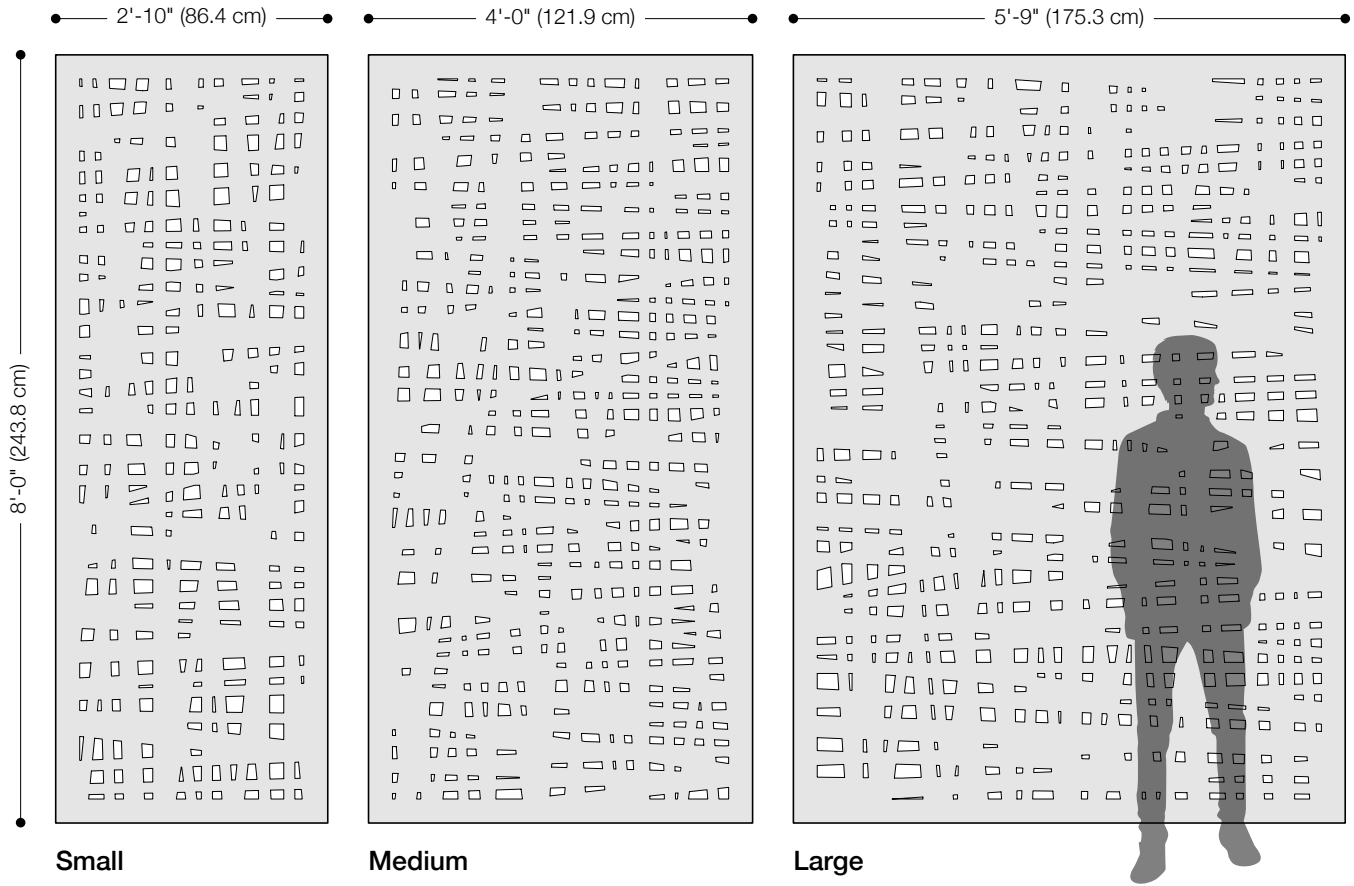 2'-10" (86.4 cm)
4'-0" (121.9 cm)
5'-9" (175.3 cm)
8'-0" (243.8 cm)
Small
Medium
Large